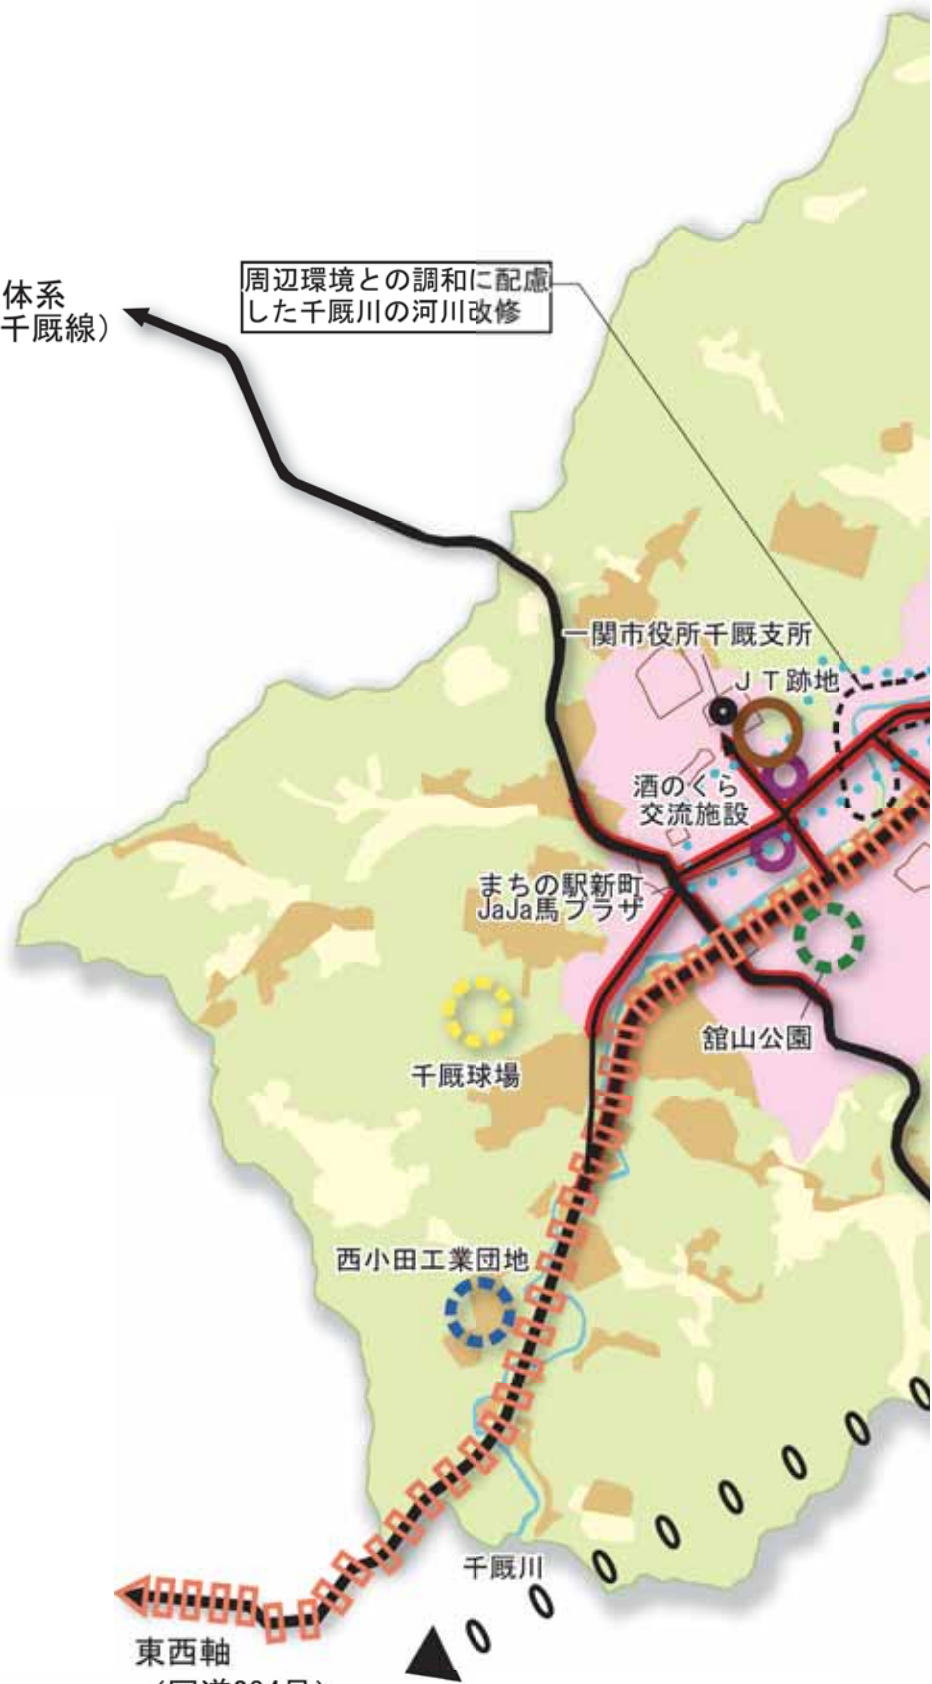 体系
千厩線)
周辺環境との調和に配慮
した千厩川の河川改修
一関市役所千厩支所
ＪＴ跡地
酒のくら
交流施設
まちの駅新町
JaJa馬プラザ
舘山公園
千厩球場
西小田工業団地
千厩川
東西軸